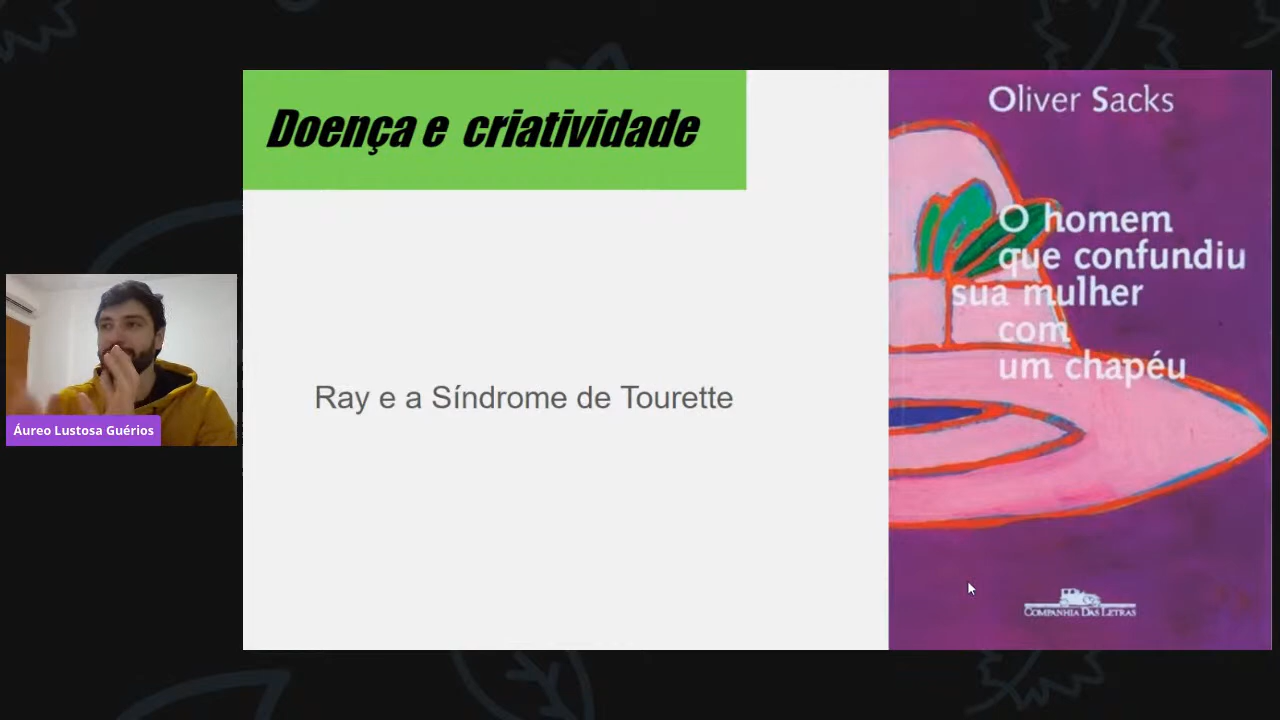 Doença e criatividade
Oliver Sacks
O homem
que confundiu
sua mulher
com
um chapéu
Ray e a Síndrome de Tourette
Áureo Lustosa Guérios
COMPANHIA DAS LETRAS